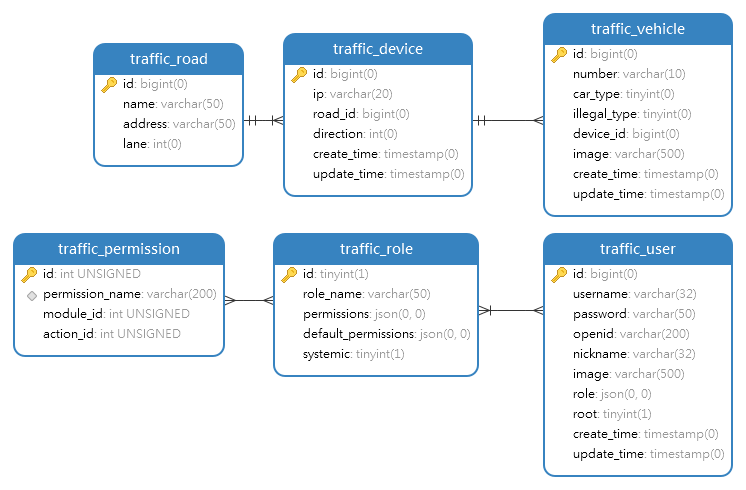 traffic_road
id: bigint(0)
name: varchar(50)
address: varchar(50)
lane: int(0)
traffic_device
id: bigint(0)
ip: varchar(20)
road_id: bigint(0)
direction: int(0)
create_time: timestamp(0)
update_time: timestamp(0)
traffic_vehicle
id: bigint(0)
number: varchar(10)
car_type: tinyint(0)
illegal_type: tinyint(0)
device_id: bigint(0)
image: varchar(500)
create_time: timestamp(0)
update_time: timestamp(0)
traffic_permission
id: int UNSIGNED
permission_name: varchar(200)
module_id: int UNSIGNED
action_id: int UNSIGNED
traffic_role
id: tinyint(1)
role_name: varchar(50)
permissions: json(0, 0)
default_permissions: json(0, 0)
systemic: tinyint(1)
traffic_user
id: bigint(0)
username: varchar(32)
password: varchar(50)
openid: varchar(200)
nickname: varchar(32)
image: varchar(500)
role: json(0, 0)
root: tinyint(1)
create_time: timestamp(0)
update_time: timestamp(0)